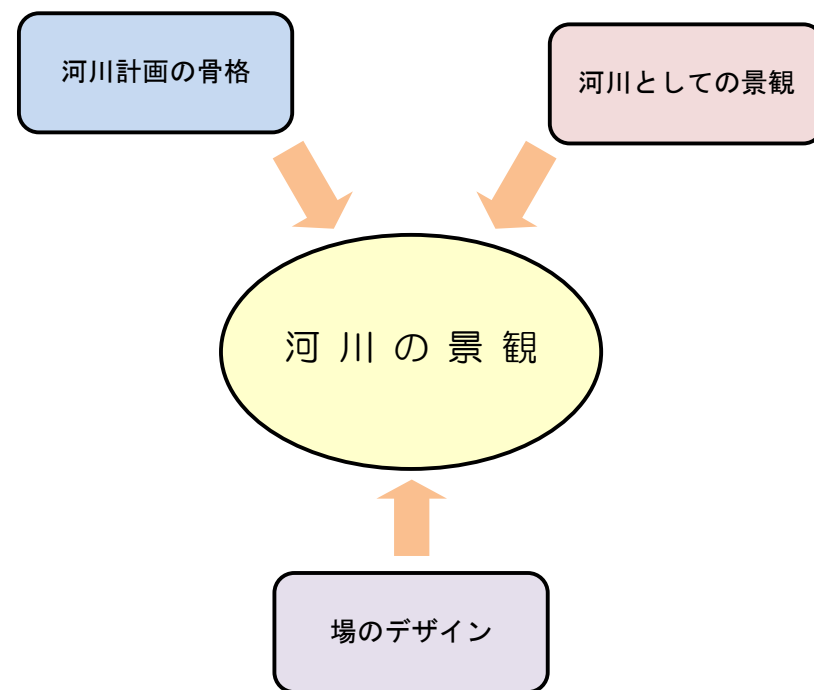 河川計画の骨格
河川としての景観
河川の景観
場のデザイン